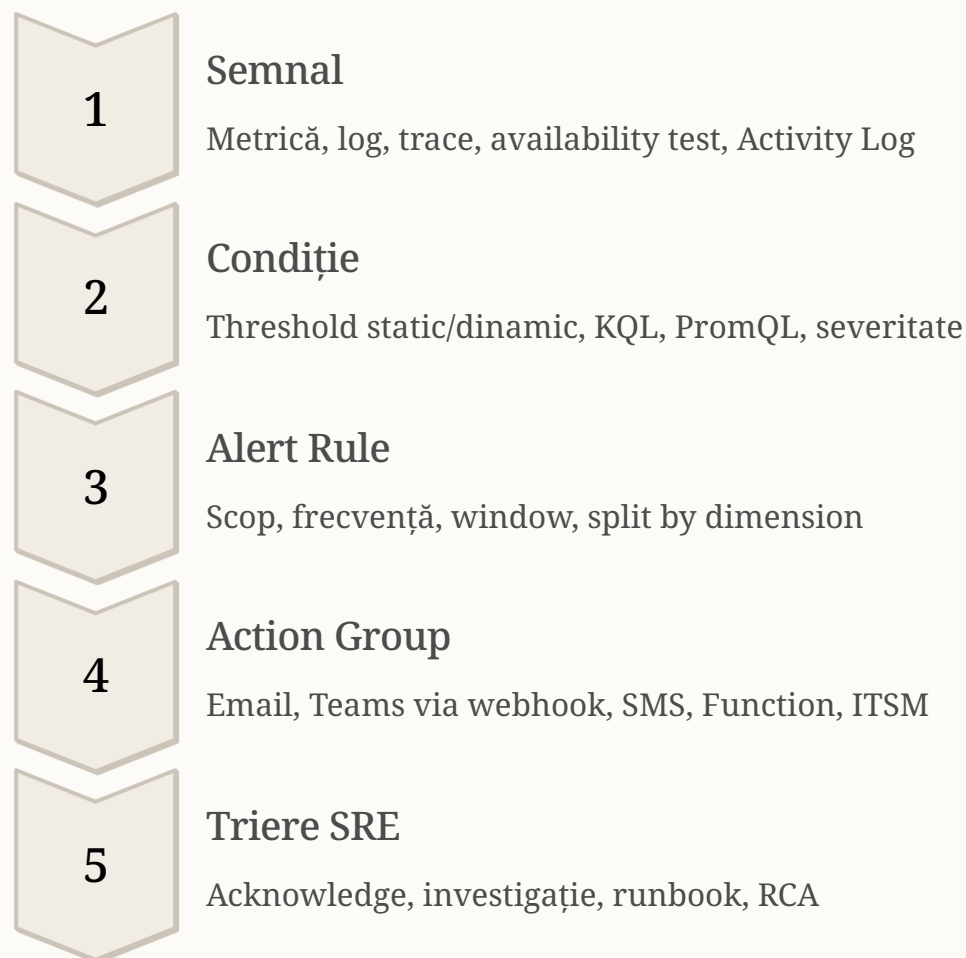 1
Semnal
Metrică, log, trace, availability test, Activity Log
2
Condiție
Threshold static/dinamic, KQL, PromQL, severitate
3
Alert Rule
Scop, frecvență, window, split by dimension
4
Action Group
Email, Teams via webhook, SMS, Function, ITSM
5
Triere SRE
Acknowledge, investigație, runbook, RCA